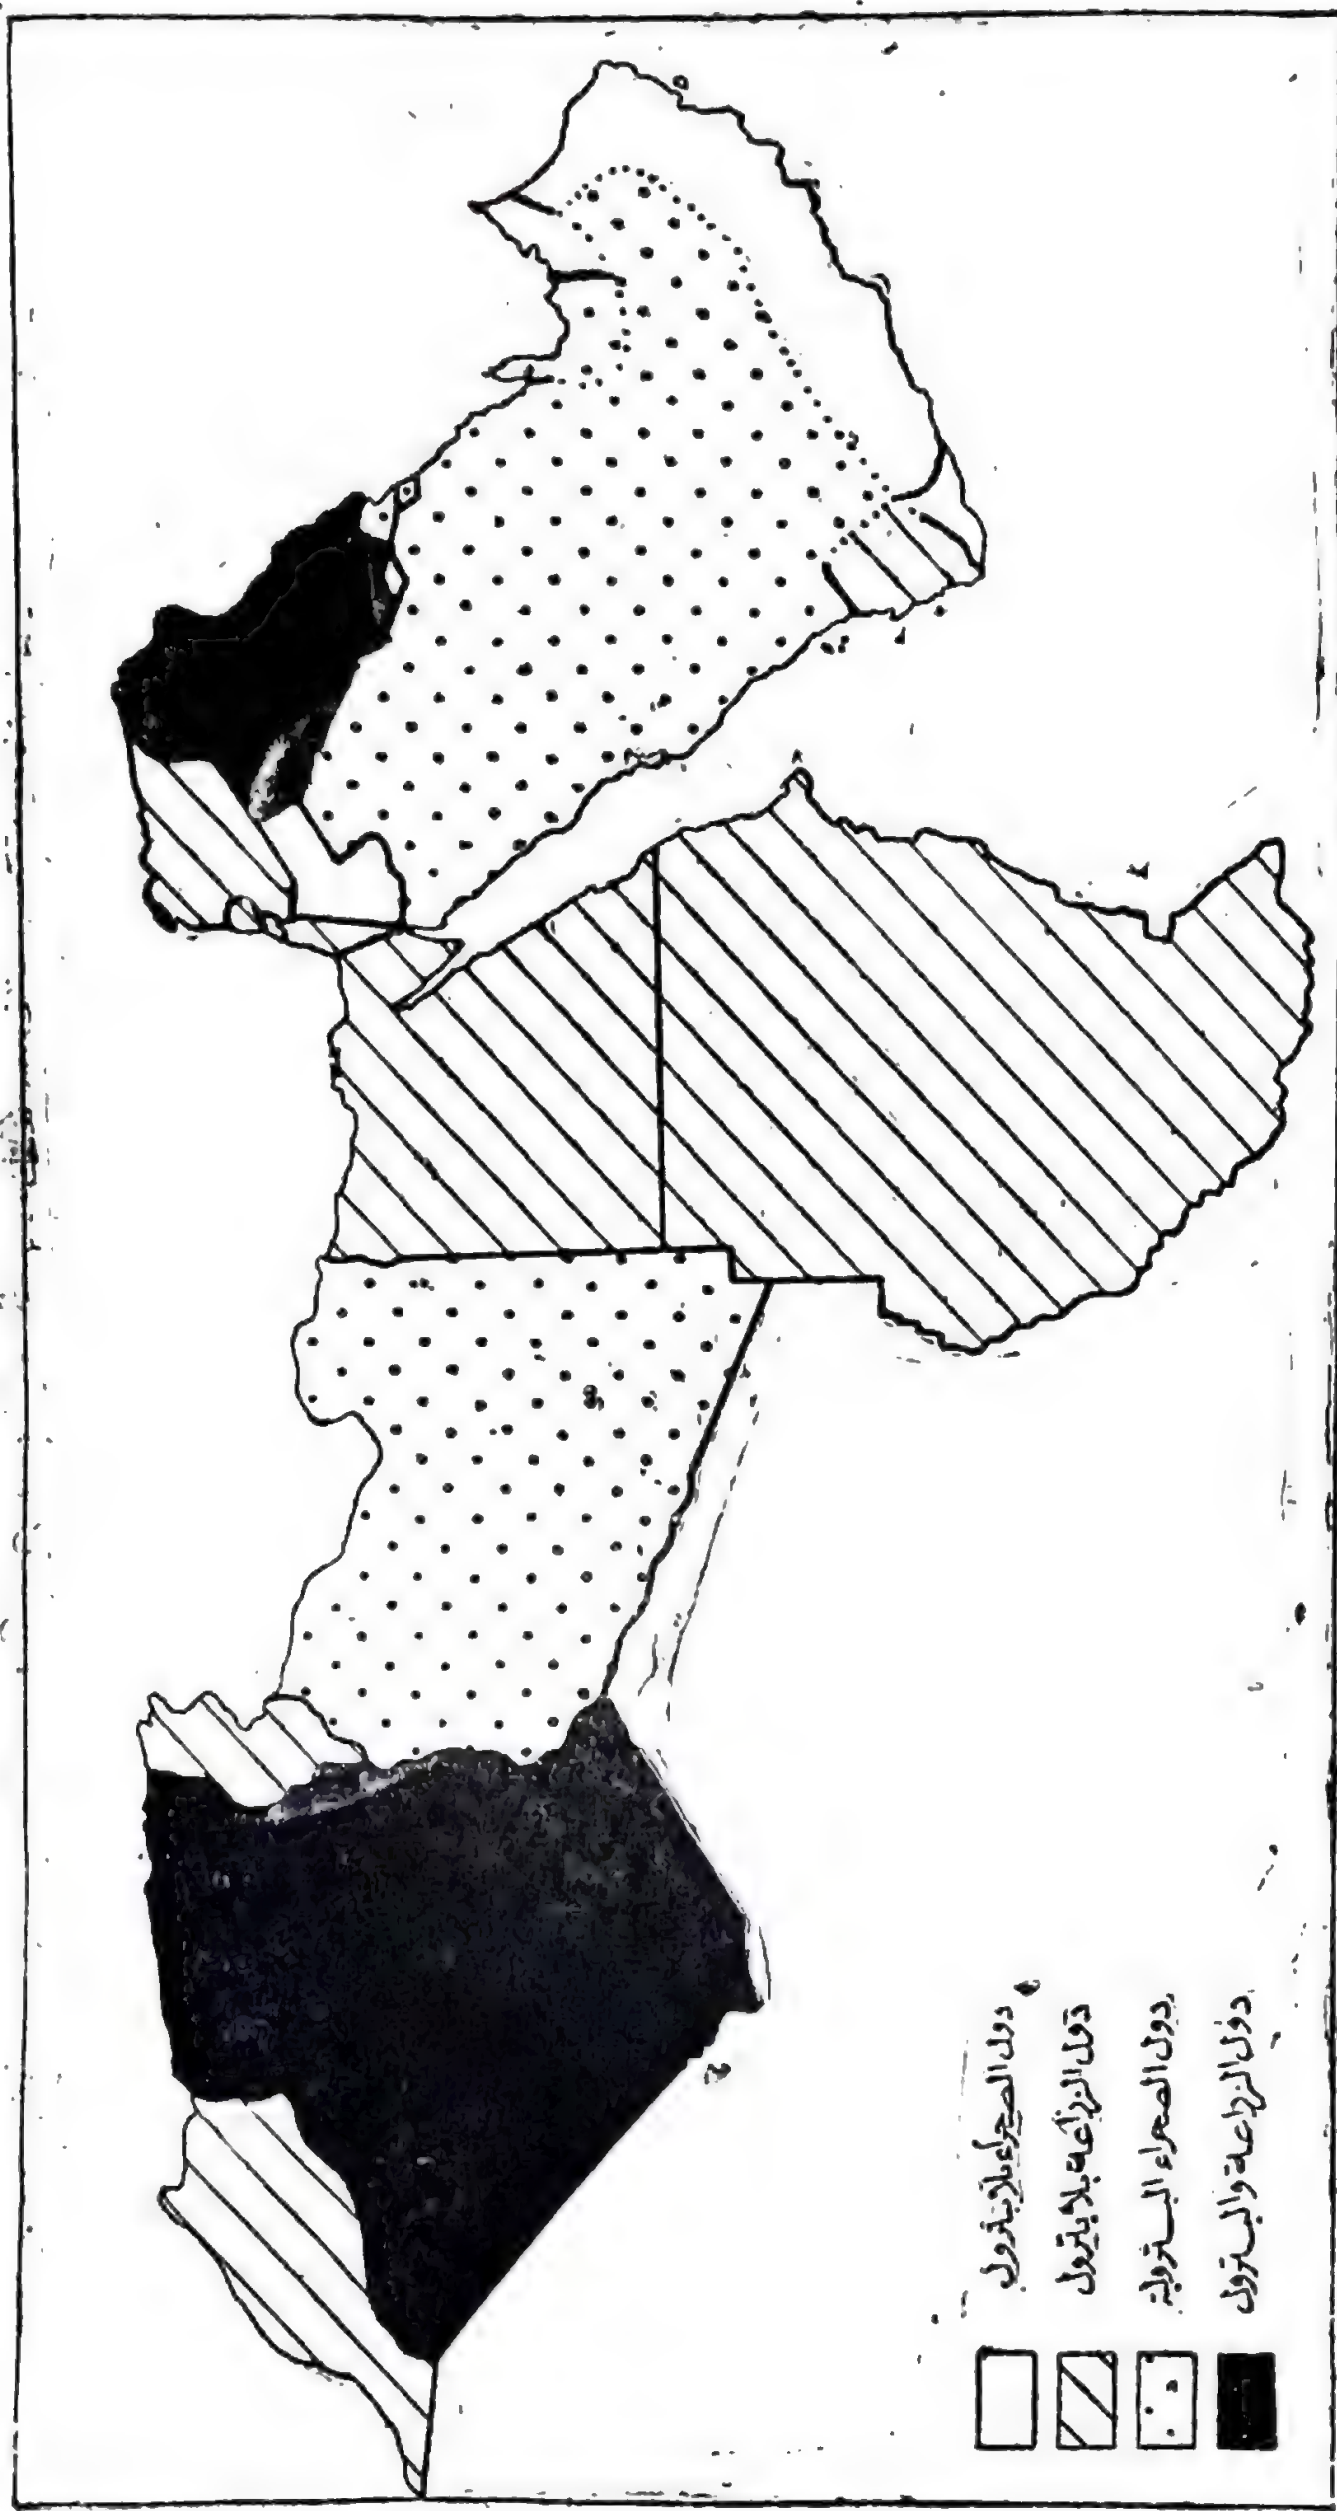 دول الصحراء بلا بترول
دول الزراعة بلا بترول
دول الصحراء البترولية
دول الزراعة والبترول